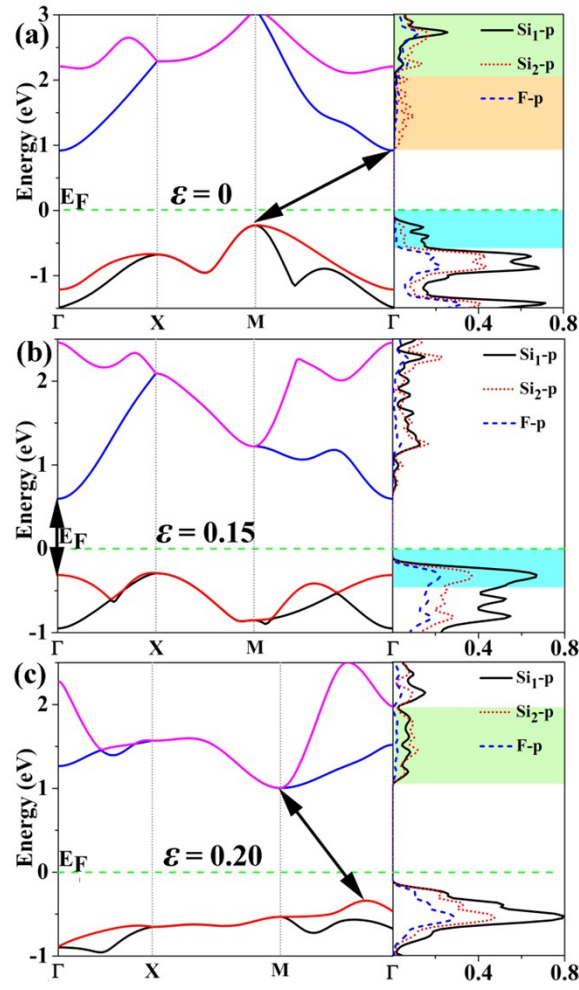 (a)
Energy (eV)
3
2
1
0
-1
E_F
ε = 0
Γ
X
M
Γ
0.4
0.8
Si₁-p
Si₂-p
F-p
(b)
Energy (eV)
2
1
0
-1
E_F
ε = 0.15
Γ
X
M
Γ
0.4
0.8
Si₁-p
Si₂-p
F-p
(c)
Energy (eV)
2
1
0
-1
E_F
ε = 0.20
Γ
X
M
Γ
0.4
0.8
Si₁-p
Si₂-p
F-p